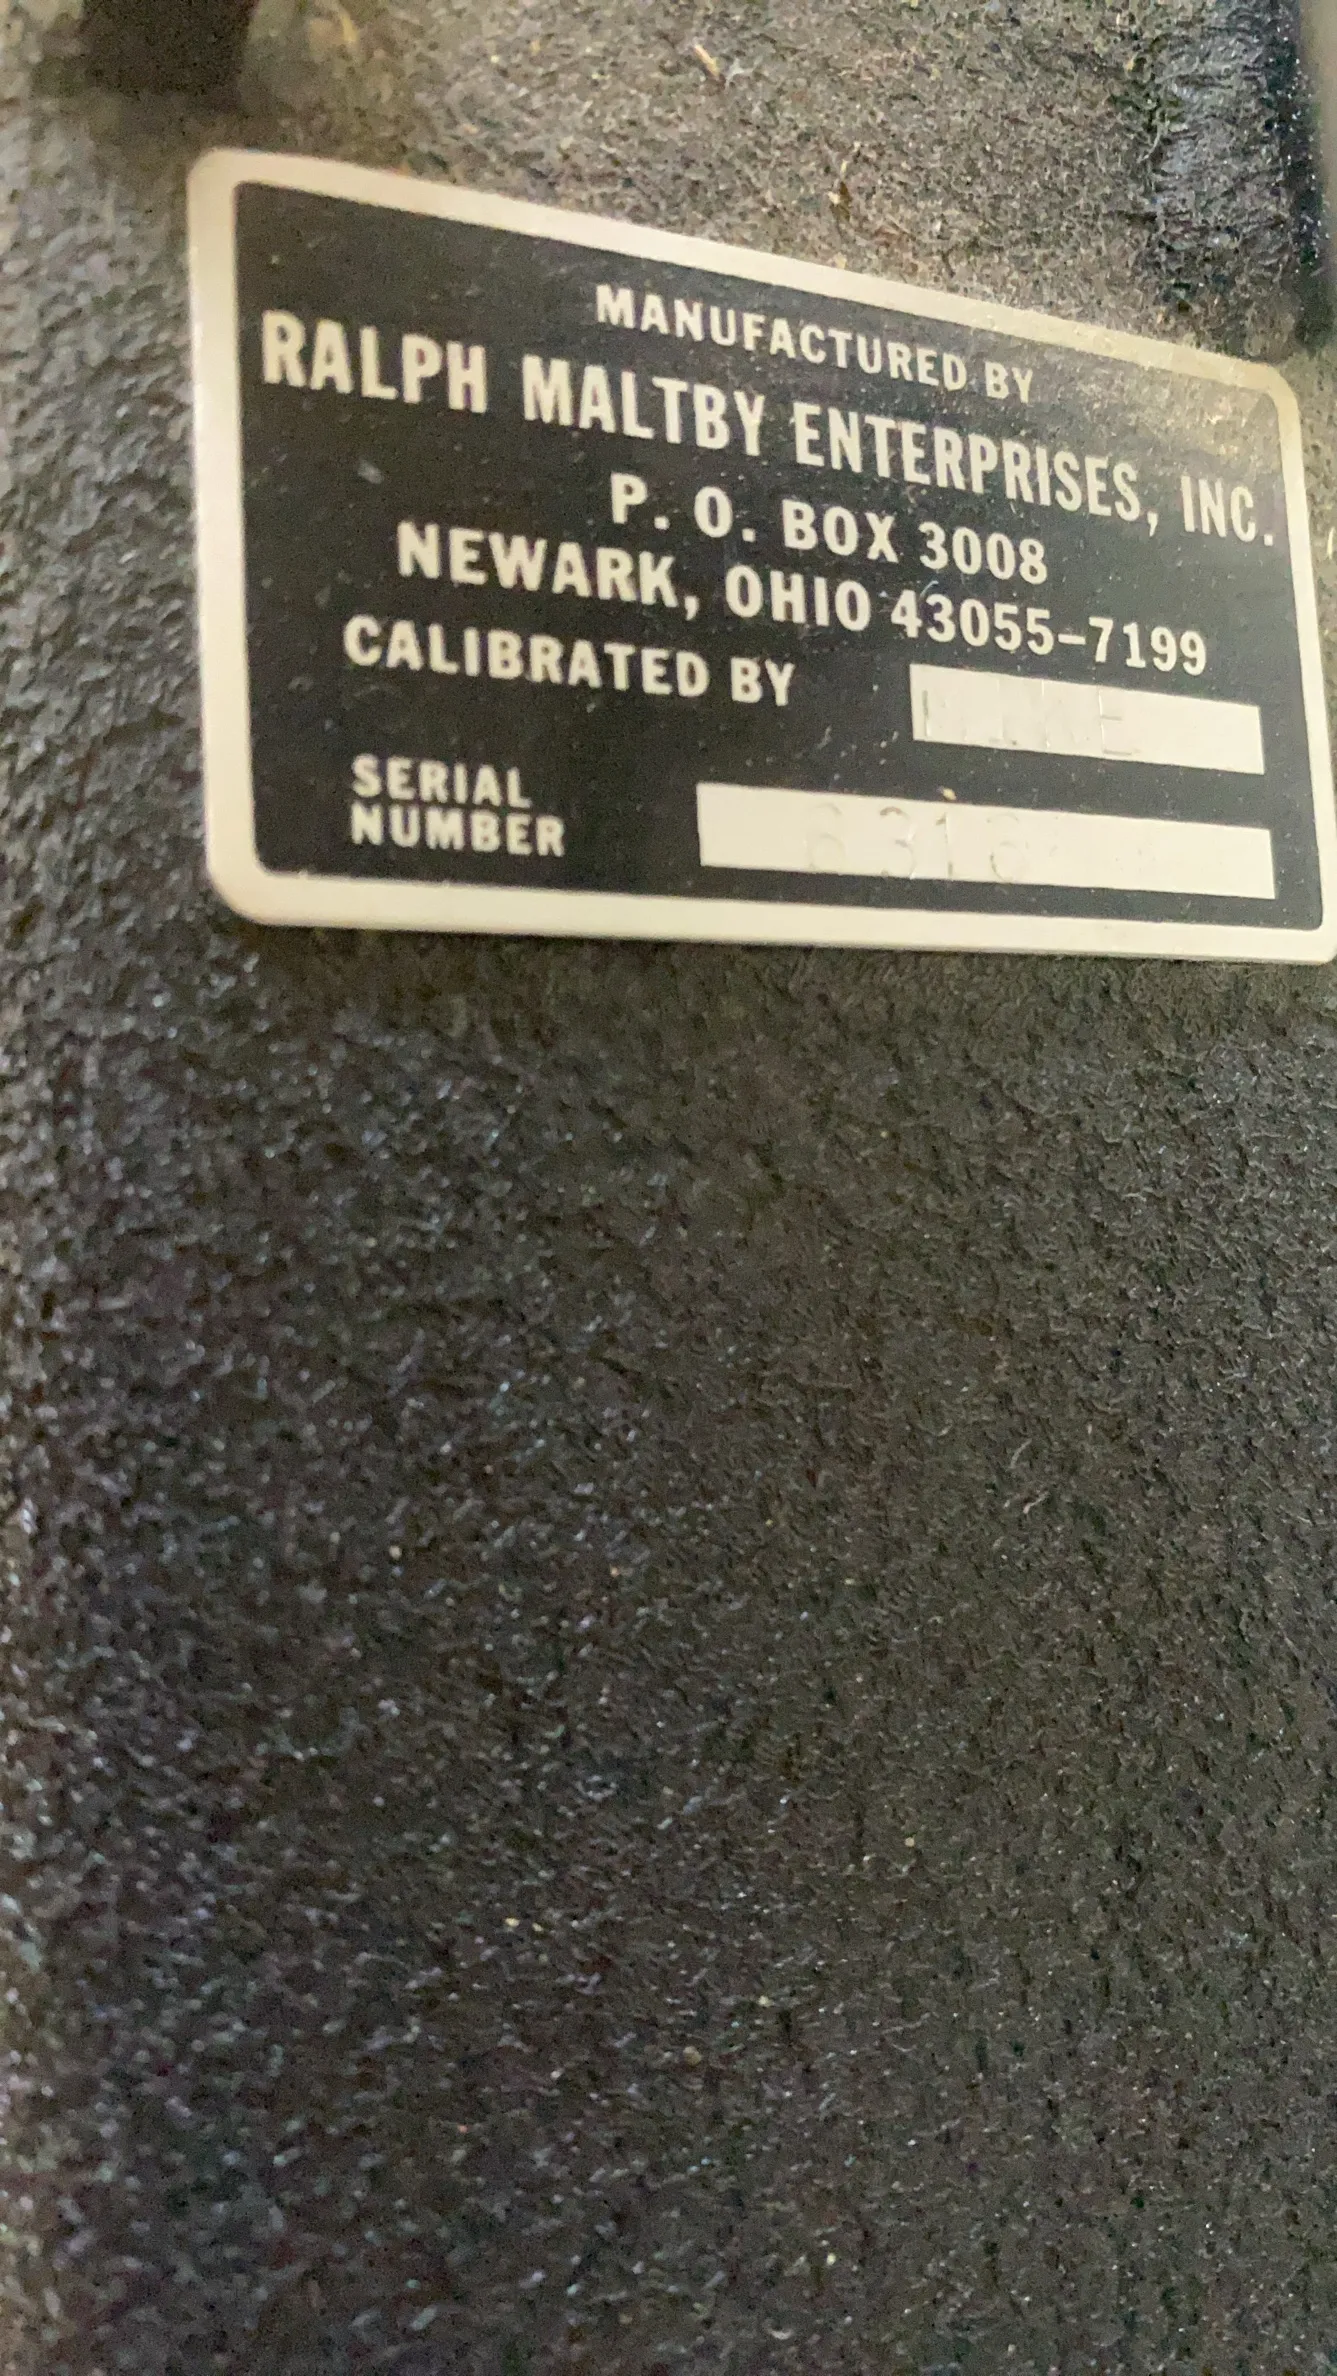 MANUFACTURED BY
RALPH MALTBY ENTERPRISES, INC.
P. O. BOX 3008
NEWARK, OHIO 43055-7199
CALIBRATED BY
SERIAL
NUMBER